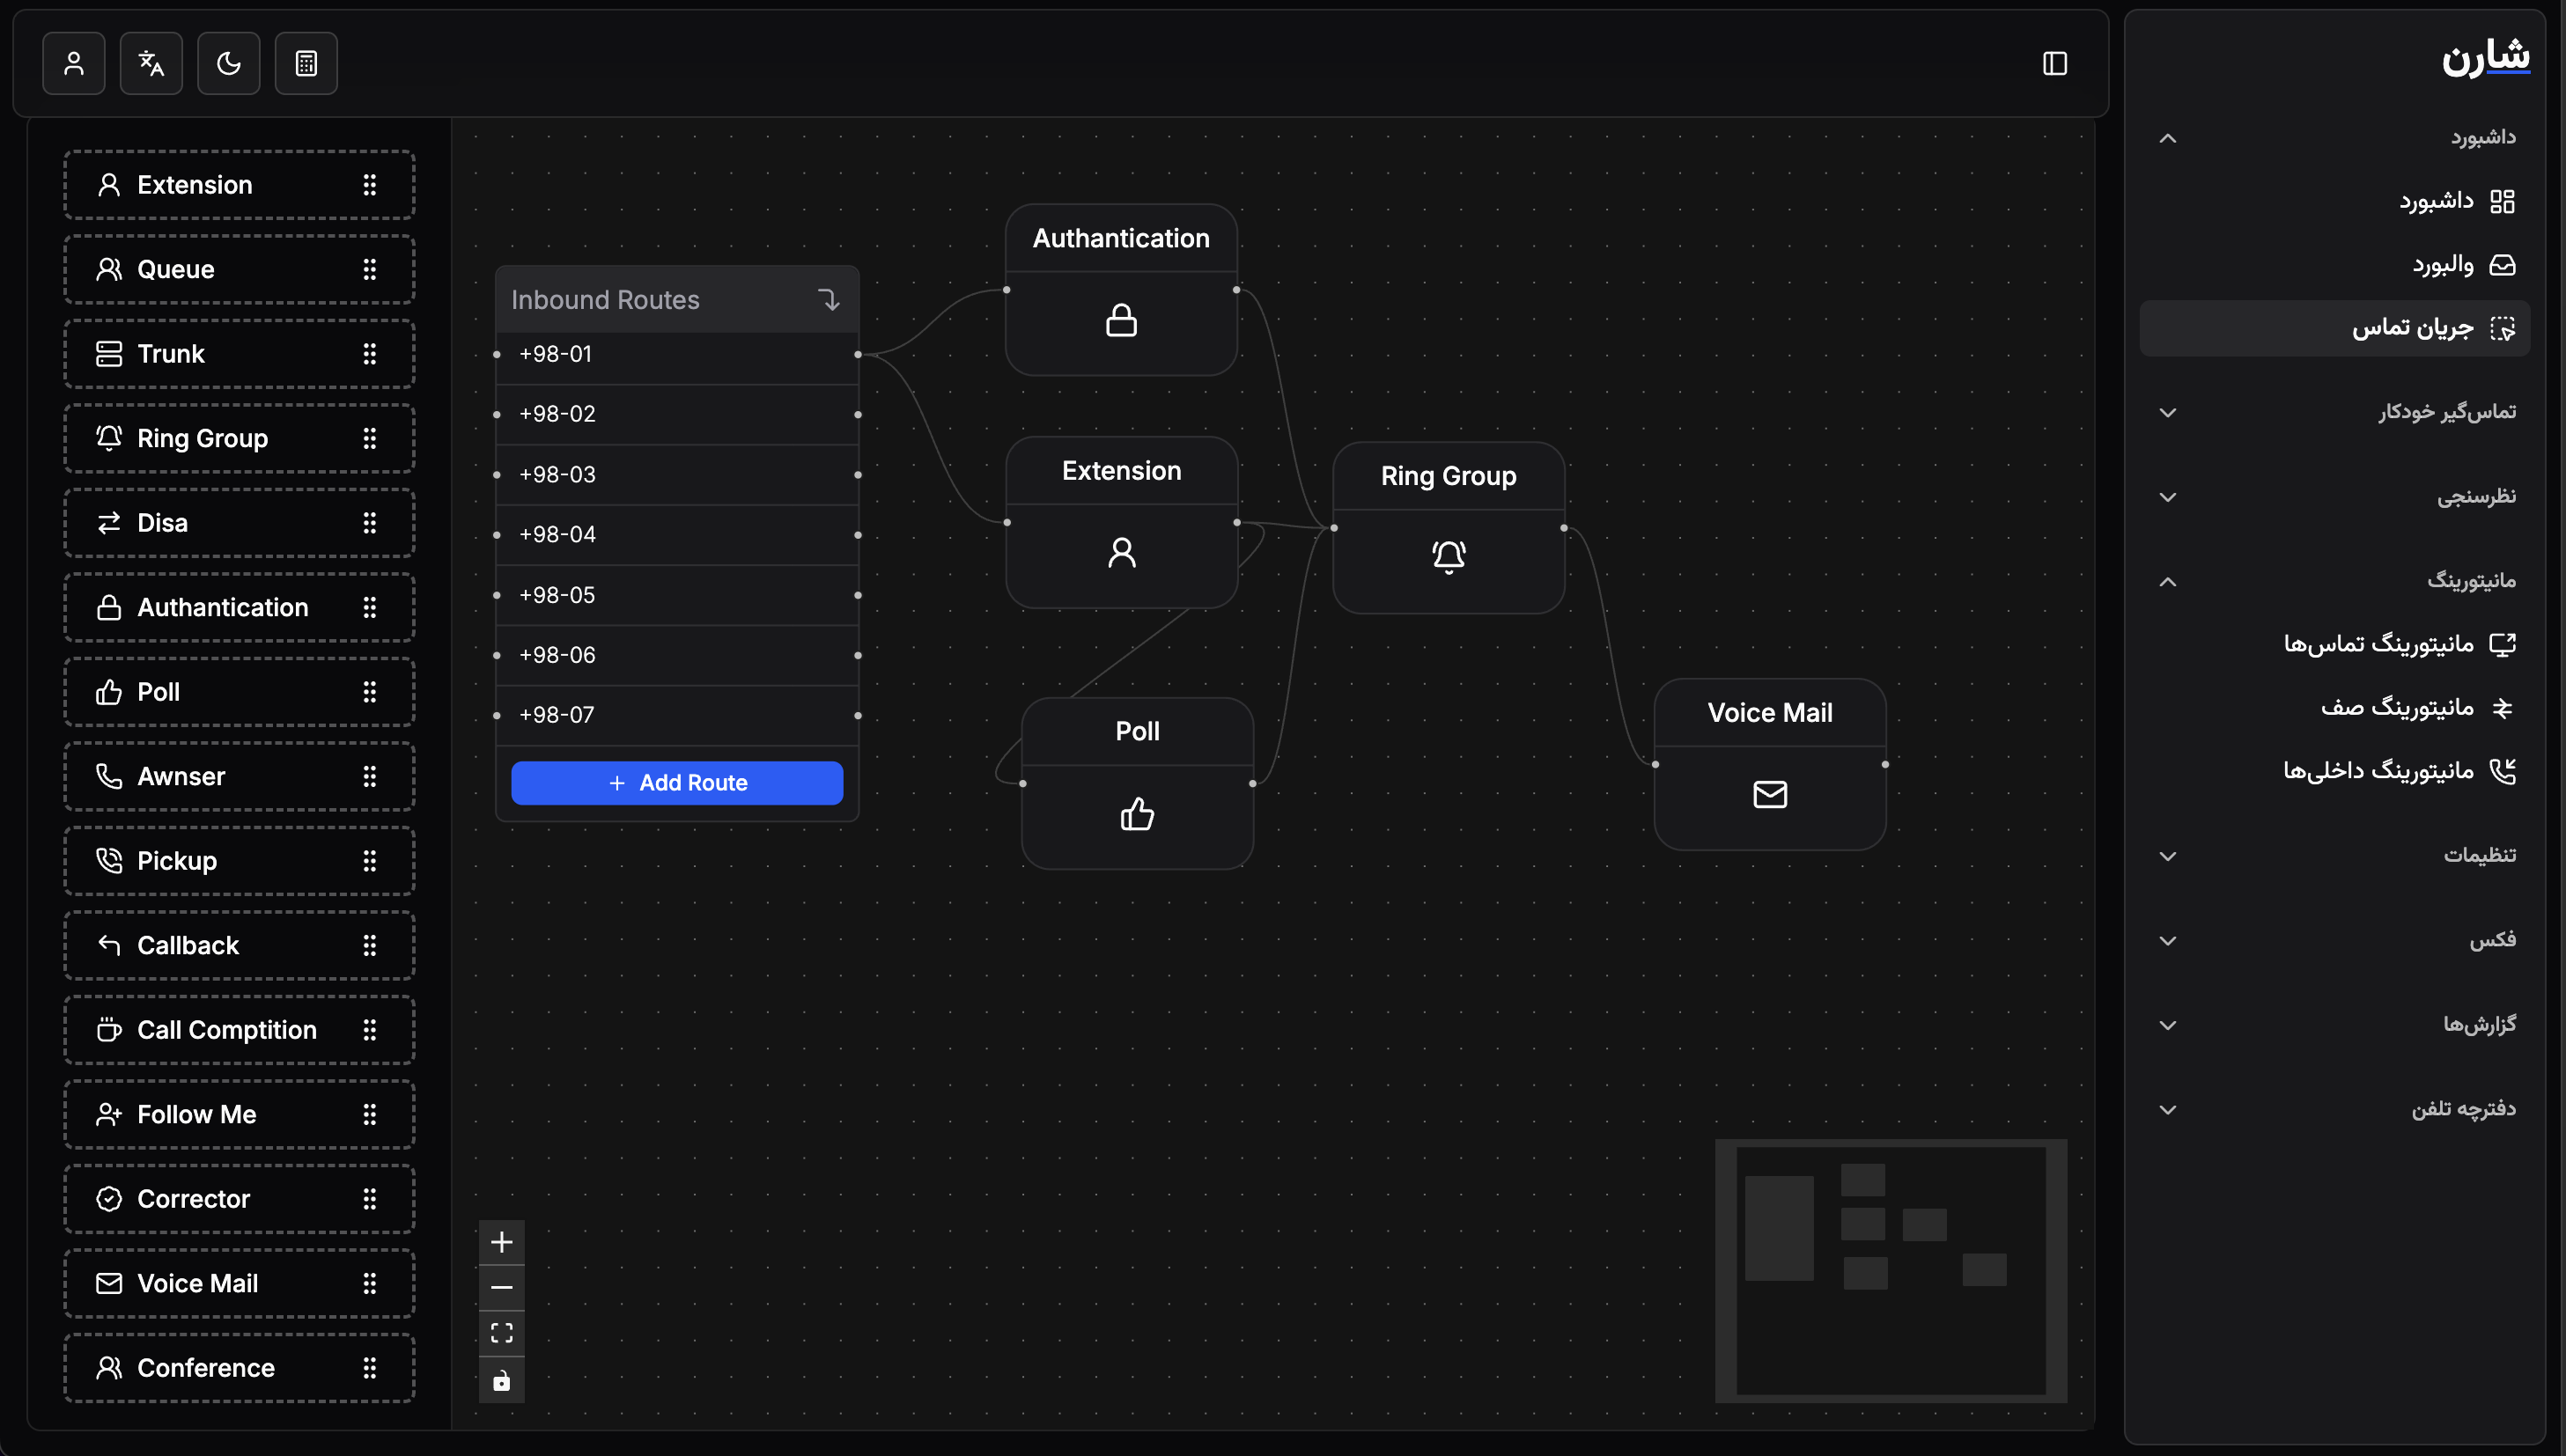 شارن
داشبورد
داشبورد
والبورد
جریان تماس
تماس‌گیر خودکار
نظرسنجی
مانیتورینگ
مانیتورینگ تماس‌ها
مانیتورینگ صف
مانیتورینگ داخلی‌ها
تنظیمات
فکس
گزارش‌ها
دفترچه تلفن
Extension
Queue
Trunk
Ring Group
Disa
Authantication
Poll
Awnser
Pickup
Callback
Call Comptition
Follow Me
Corrector
Voice Mail
Conference
Inbound Routes
+98-01
+98-02
+98-03
+98-04
+98-05
+98-06
+98-07
Add Route
Authantication
Extension
Poll
Ring Group
Voice Mail